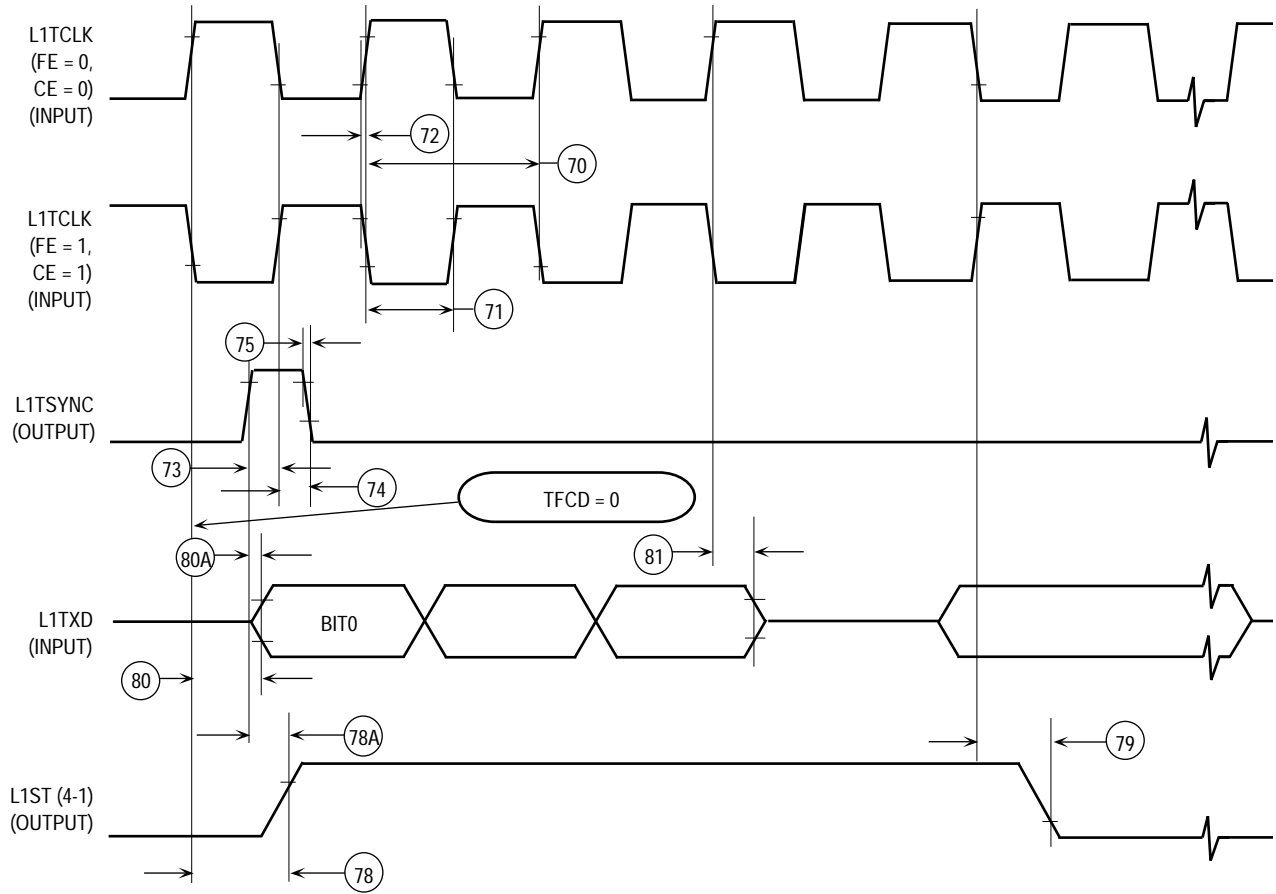 L1TCLK
(FE = 0,
CE = 0)
(INPUT)
72
70
L1TCLK
(FE = 1,
CE = 1)
(INPUT)
71
75
L1TSYNC
(OUTPUT)
73
74
TFCD = 0
80A
81
L1TXD
(INPUT)
BIT0
80
78A
79
L1ST (4-1)
(OUTPUT)
78